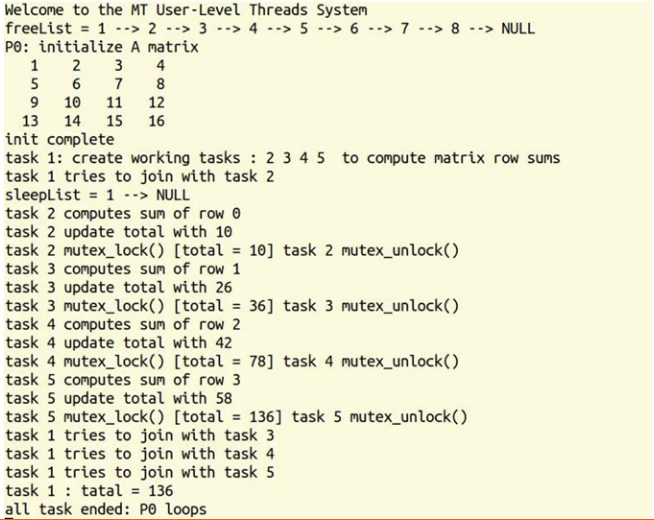 Welcome to the MT User-Level Threads System
freeList = 1 --> 2 --> 3 --> 4 --> 5 --> 6 --> 7 --> 8 --> NULL
P0: initialize A matrix
1 2 3 4
5 6 7 8
9 10 11 12
13 14 15 16
init complete
task 1: create working tasks : 2 3 4 5 to compute matrix row sums
task 1 tries to join with task 2
sleepList = 1 --> NULL
task 2 computes sum of row 0
task 2 update total with 10
task 2 mutex_lock() [total = 10] task 2 mutex_unlock()
task 3 computes sum of row 1
task 3 update total with 26
task 3 mutex_lock() [total = 36] task 3 mutex_unlock()
task 4 computes sum of row 2
task 4 update total with 42
task 4 mutex_lock() [total = 78] task 4 mutex_unlock()
task 5 computes sum of row 3
task 5 update total with 58
task 5 mutex_lock() [total = 136] task 5 mutex_unlock()
task 1 tries to join with task 3
task 1 tries to join with task 4
task 1 tries to join with task 5
task 1 : tatal = 136
all task ended: P0 loops